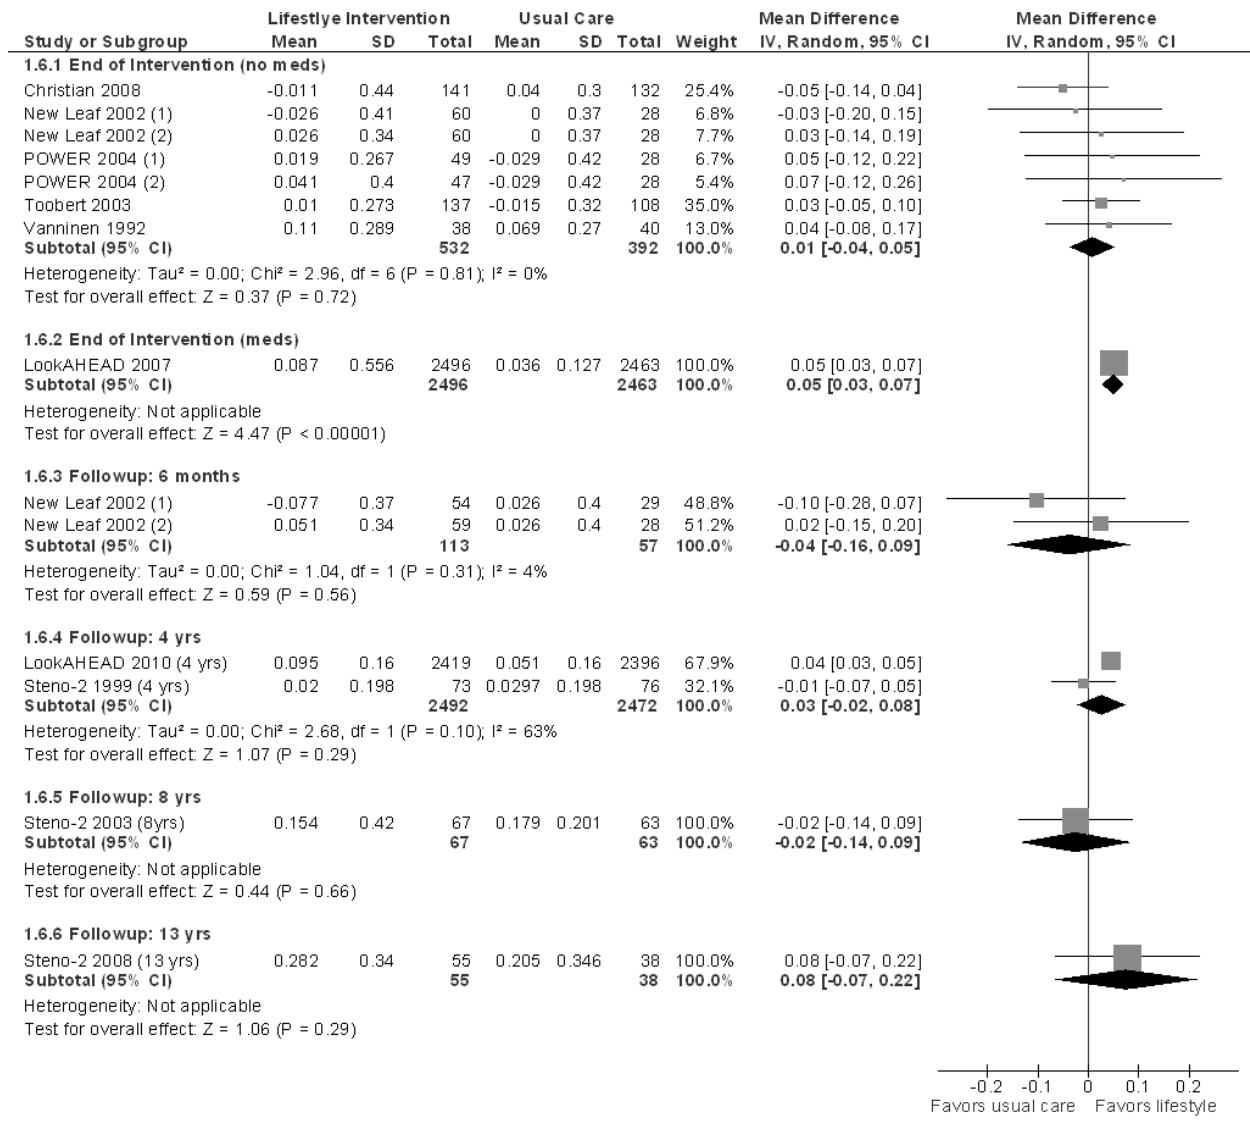 Lifestlye Intervention Usual Care Mean Difference Mean Difference
Study or Subgroup Mean SD Total Mean SD Total Weight IV, Random, 95% CI IV, Random, 95% CI
1.6.1 End of Intervention (no meds)
Christian 2008 -0.011 0.44 141 0.04 0.3 132 25.4% -0.05 [-0.14, 0.04]
New Leaf 2002 (1) -0.026 0.41 60 0 0.37 28 6.8% -0.03 [-0.20, 0.15]
New Leaf 2002 (2) 0.026 0.34 60 0 0.37 28 7.7% 0.03 [-0.14, 0.19]
POWER 2004 (1) 0.019 0.267 49 -0.029 0.42 28 6.7% 0.05 [-0.12, 0.22]
POWER 2004 (2) 0.041 0.4 47 -0.029 0.42 28 5.4% 0.07 [-0.12, 0.26]
Toobert 2003 0.01 0.273 137 -0.015 0.32 108 35.0% 0.03 [-0.05, 0.10]
Vanninen 1992 0.11 0.289 38 0.069 0.27 40 13.0% 0.04 [-0.08, 0.17]
Subtotal (95% CI) 532 392 100.0% 0.01 [-0.04, 0.05]
Heterogeneity: Tau² = 0.00; Chi² = 2.96, df = 6 (P = 0.81); I² = 0%
Test for overall effect: Z = 0.37 (P = 0.72)
1.6.2 End of Intervention (meds)
LookAHEAD 2007 0.087 0.556 2496 0.036 0.127 2463 100.0% 0.05 [0.03, 0.07]
Subtotal (95% CI) 2496 2463 100.0% 0.05 [0.03, 0.07]
Heterogeneity: Not applicable
Test for overall effect: Z = 4.47 (P < 0.00001)
1.6.3 Followup: 6 months
New Leaf 2002 (1) -0.077 0.37 54 0.026 0.4 29 48.8% -0.10 [-0.28, 0.07]
New Leaf 2002 (2) 0.051 0.34 59 0.026 0.4 28 51.2% 0.02 [-0.15, 0.20]
Subtotal (95% CI) 113 57 100.0% -0.04 [-0.16, 0.09]
Heterogeneity: Tau² = 0.00; Chi² = 1.04, df = 1 (P = 0.31); I² = 4%
Test for overall effect: Z = 0.59 (P = 0.56)
1.6.4 Followup: 4 yrs
LookAHEAD 2010 (4 yrs) 0.095 0.16 2419 0.051 0.16 2396 67.9% 0.04 [0.03, 0.05]
Steno-2 1999 (4 yrs) 0.02 0.198 73 0.0297 0.198 76 32.1% -0.01 [-0.07, 0.05]
Subtotal (95% CI) 2492 2472 100.0% 0.03 [-0.02, 0.08]
Heterogeneity: Tau² = 0.00; Chi² = 2.68, df = 1 (P = 0.10); I² = 63%
Test for overall effect: Z = 1.07 (P = 0.29)
1.6.5 Followup: 8 yrs
Steno-2 2003 (8yrs) 0.154 0.42 67 0.179 0.201 63 100.0% -0.02 [-0.14, 0.09]
Subtotal (95% CI) 67 63 100.0% -0.02 [-0.14, 0.09]
Heterogeneity: Not applicable
Test for overall effect: Z = 0.44 (P = 0.66)
1.6.6 Followup: 13 yrs
Steno-2 2008 (13 yrs) 0.282 0.34 55 0.205 0.346 38 100.0% 0.08 [-0.07, 0.22]
Subtotal (95% CI) 55 38 100.0% 0.08 [-0.07, 0.22]
Heterogeneity: Not applicable
Test for overall effect: Z = 1.06 (P = 0.29)
-0.2 -0.1 0 0.1 0.2
Favors usual care Favors lifestyle